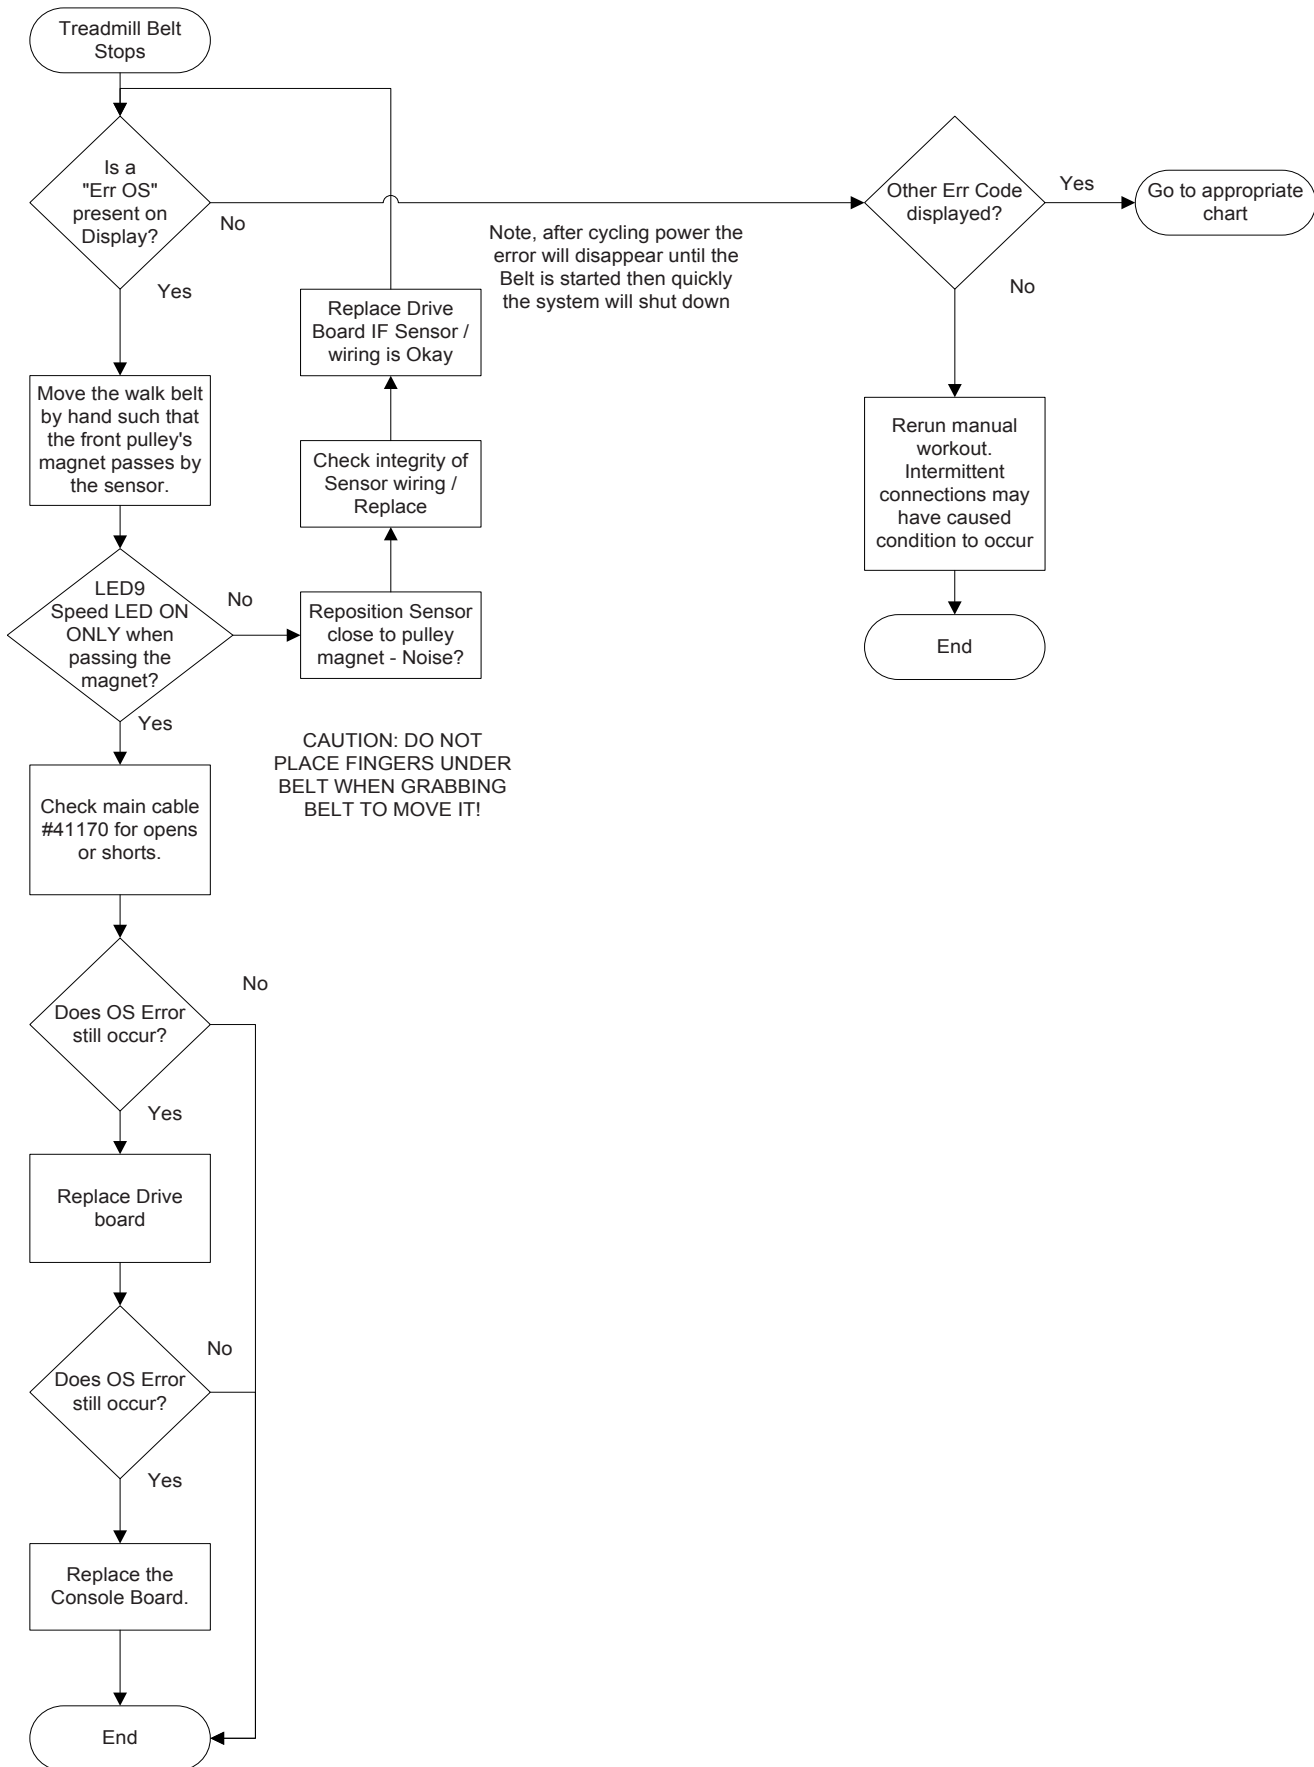 Treadmill Belt
Stops
Is a
"Err OS"
present on
Display?
No
Yes
Other Err Code
displayed?
Yes
Go to appropriate
chart
No
Note, after cycling power the
error will disappear until the
Belt is started then quickly
the system will shut down
Replace Drive
Board IF Sensor /
wiring is Okay
Move the walk belt
by hand such that
the front pulley's
magnet passes by
the sensor.
Rerun manual
workout.
Intermittent
connections may
have caused
condition to occur
Check integrity of
Sensor wiring /
Replace
LED9
Speed LED ON
ONLY when
passing the
magnet?
No
Reposition Sensor
close to pulley
magnet - Noise?
End
Yes
CAUTION: DO NOT
PLACE FINGERS UNDER
BELT WHEN GRABBING
BELT TO MOVE IT!
Check main cable
#41170 for opens
or shorts.
No
Does OS Error
still occur?
Yes
Replace Drive
board
No
Does OS Error
still occur?
Yes
Replace the
Console Board.
End